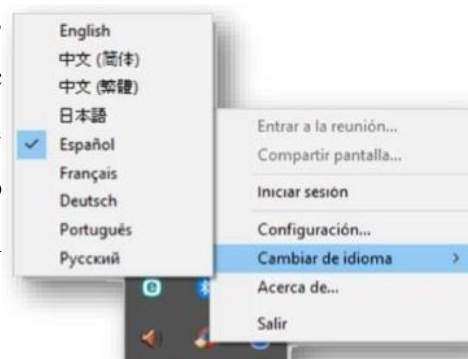 English
中文 (简体)
中文 (繁體)
日本語
Español
Français
Deutsch
Português
Русский
Entrar a la reunión...
Compartir pantalla...
Iniciar sesión
Configuración...
Cambiar de idioma
Acerca de...
Salir